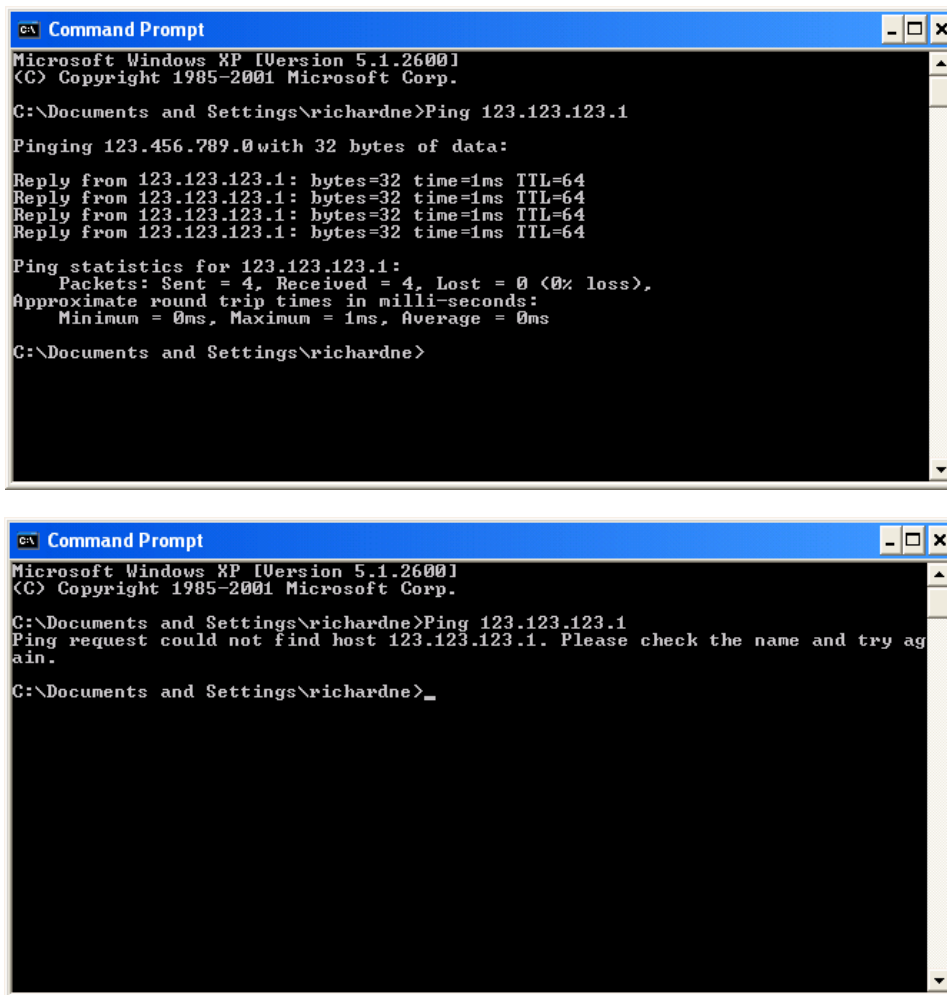 Command Prompt
Microsoft Windows XP [Version 5.1.2600]
(C) Copyright 1985-2001 Microsoft Corp.
C:\Documents and Settings\richardne>Ping 123.123.123.1
Pinging 123.456.789.0 with 32 bytes of data:
Reply from 123.123.123.1: bytes=32 time=1ms TTL=64
Reply from 123.123.123.1: bytes=32 time=1ms TTL=64
Reply from 123.123.123.1: bytes=32 time=1ms TTL=64
Reply from 123.123.123.1: bytes=32 time=1ms TTL=64
Ping statistics for 123.123.123.1:
Packets: Sent = 4, Received = 4, Lost = 0 (0% loss),
Approximate round trip times in milli-seconds:
Minimum = 0ms, Maximum = 1ms, Average = 0ms
C:\Documents and Settings\richardne>
Command Prompt
Microsoft Windows XP [Version 5.1.2600]
(C) Copyright 1985-2001 Microsoft Corp.
C:\Documents and Settings\richardne>Ping 123.123.123.1
Ping request could not find host 123.123.123.1. Please check the name and try ag
ain.
C:\Documents and Settings\richardne>_